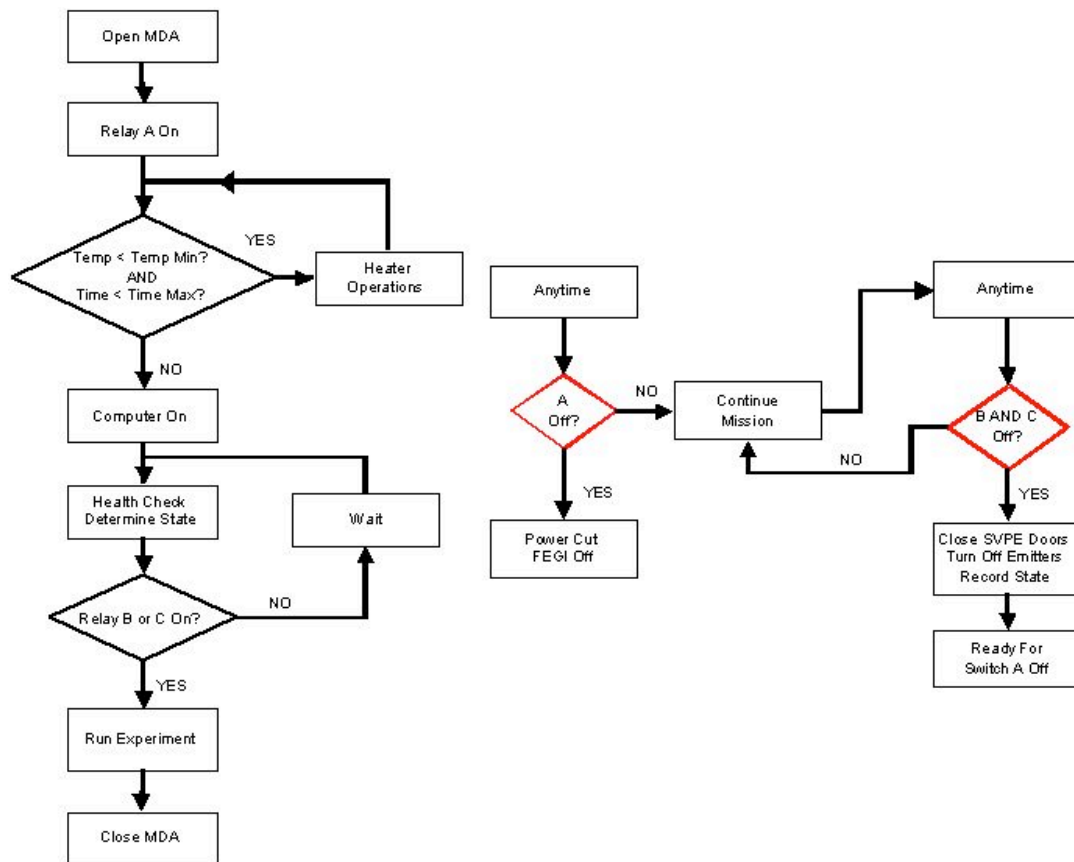 Open MDA
Relay A On
Temp < Temp Min?
AND
Time < Time Max?
YES
Heater
Operations
NO
Computer On
Health Check
Determine State
Wait
Relay B or C On?
NO
YES
Run Experiment
Close MDA
Anytime
A
Off?
NO
Continue
Mission
YES
Power Cut
FEGI Off
Anytime
B AND C
Off?
NO
YES
Close SVPE Doors
Turn Off Emitters
Record State
Ready For
Switch A Off